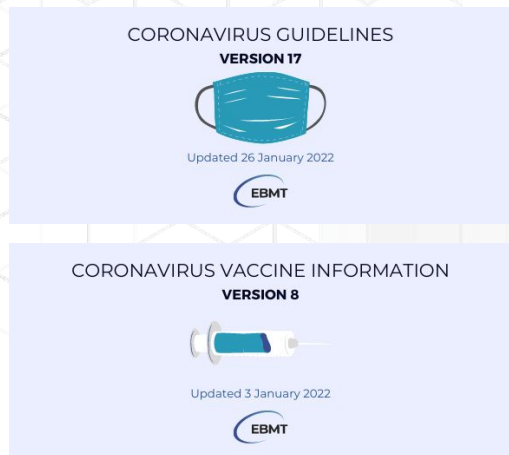 CORONAVIRUS GUIDELINES
VERSION 17
Updated 26 January 2022
EBMT
CORONAVIRUS VACCINE INFORMATION
VERSION 8
Updated 3 January 2022
EBMT